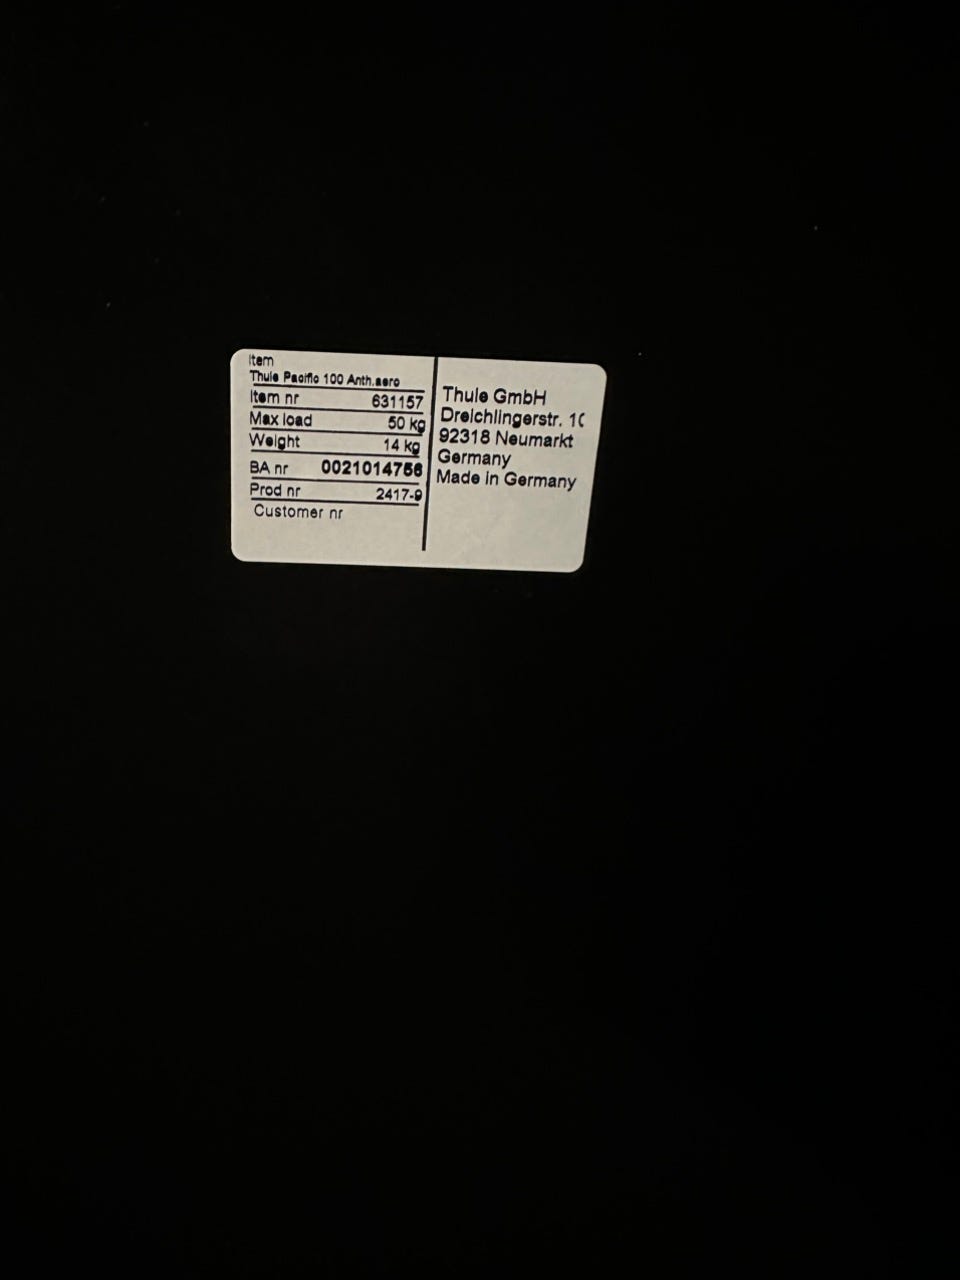 Item
Thule Pacific 100 Anth.aero
Item nr 631157
Max load 50 kg
Weight 14 kg
BA nr 0021014756
Prod nr 2417-9
Customer nr
Thule GmbH
Dreichlingerstr.
92318 Neumarkt
Germany
Made in Germany